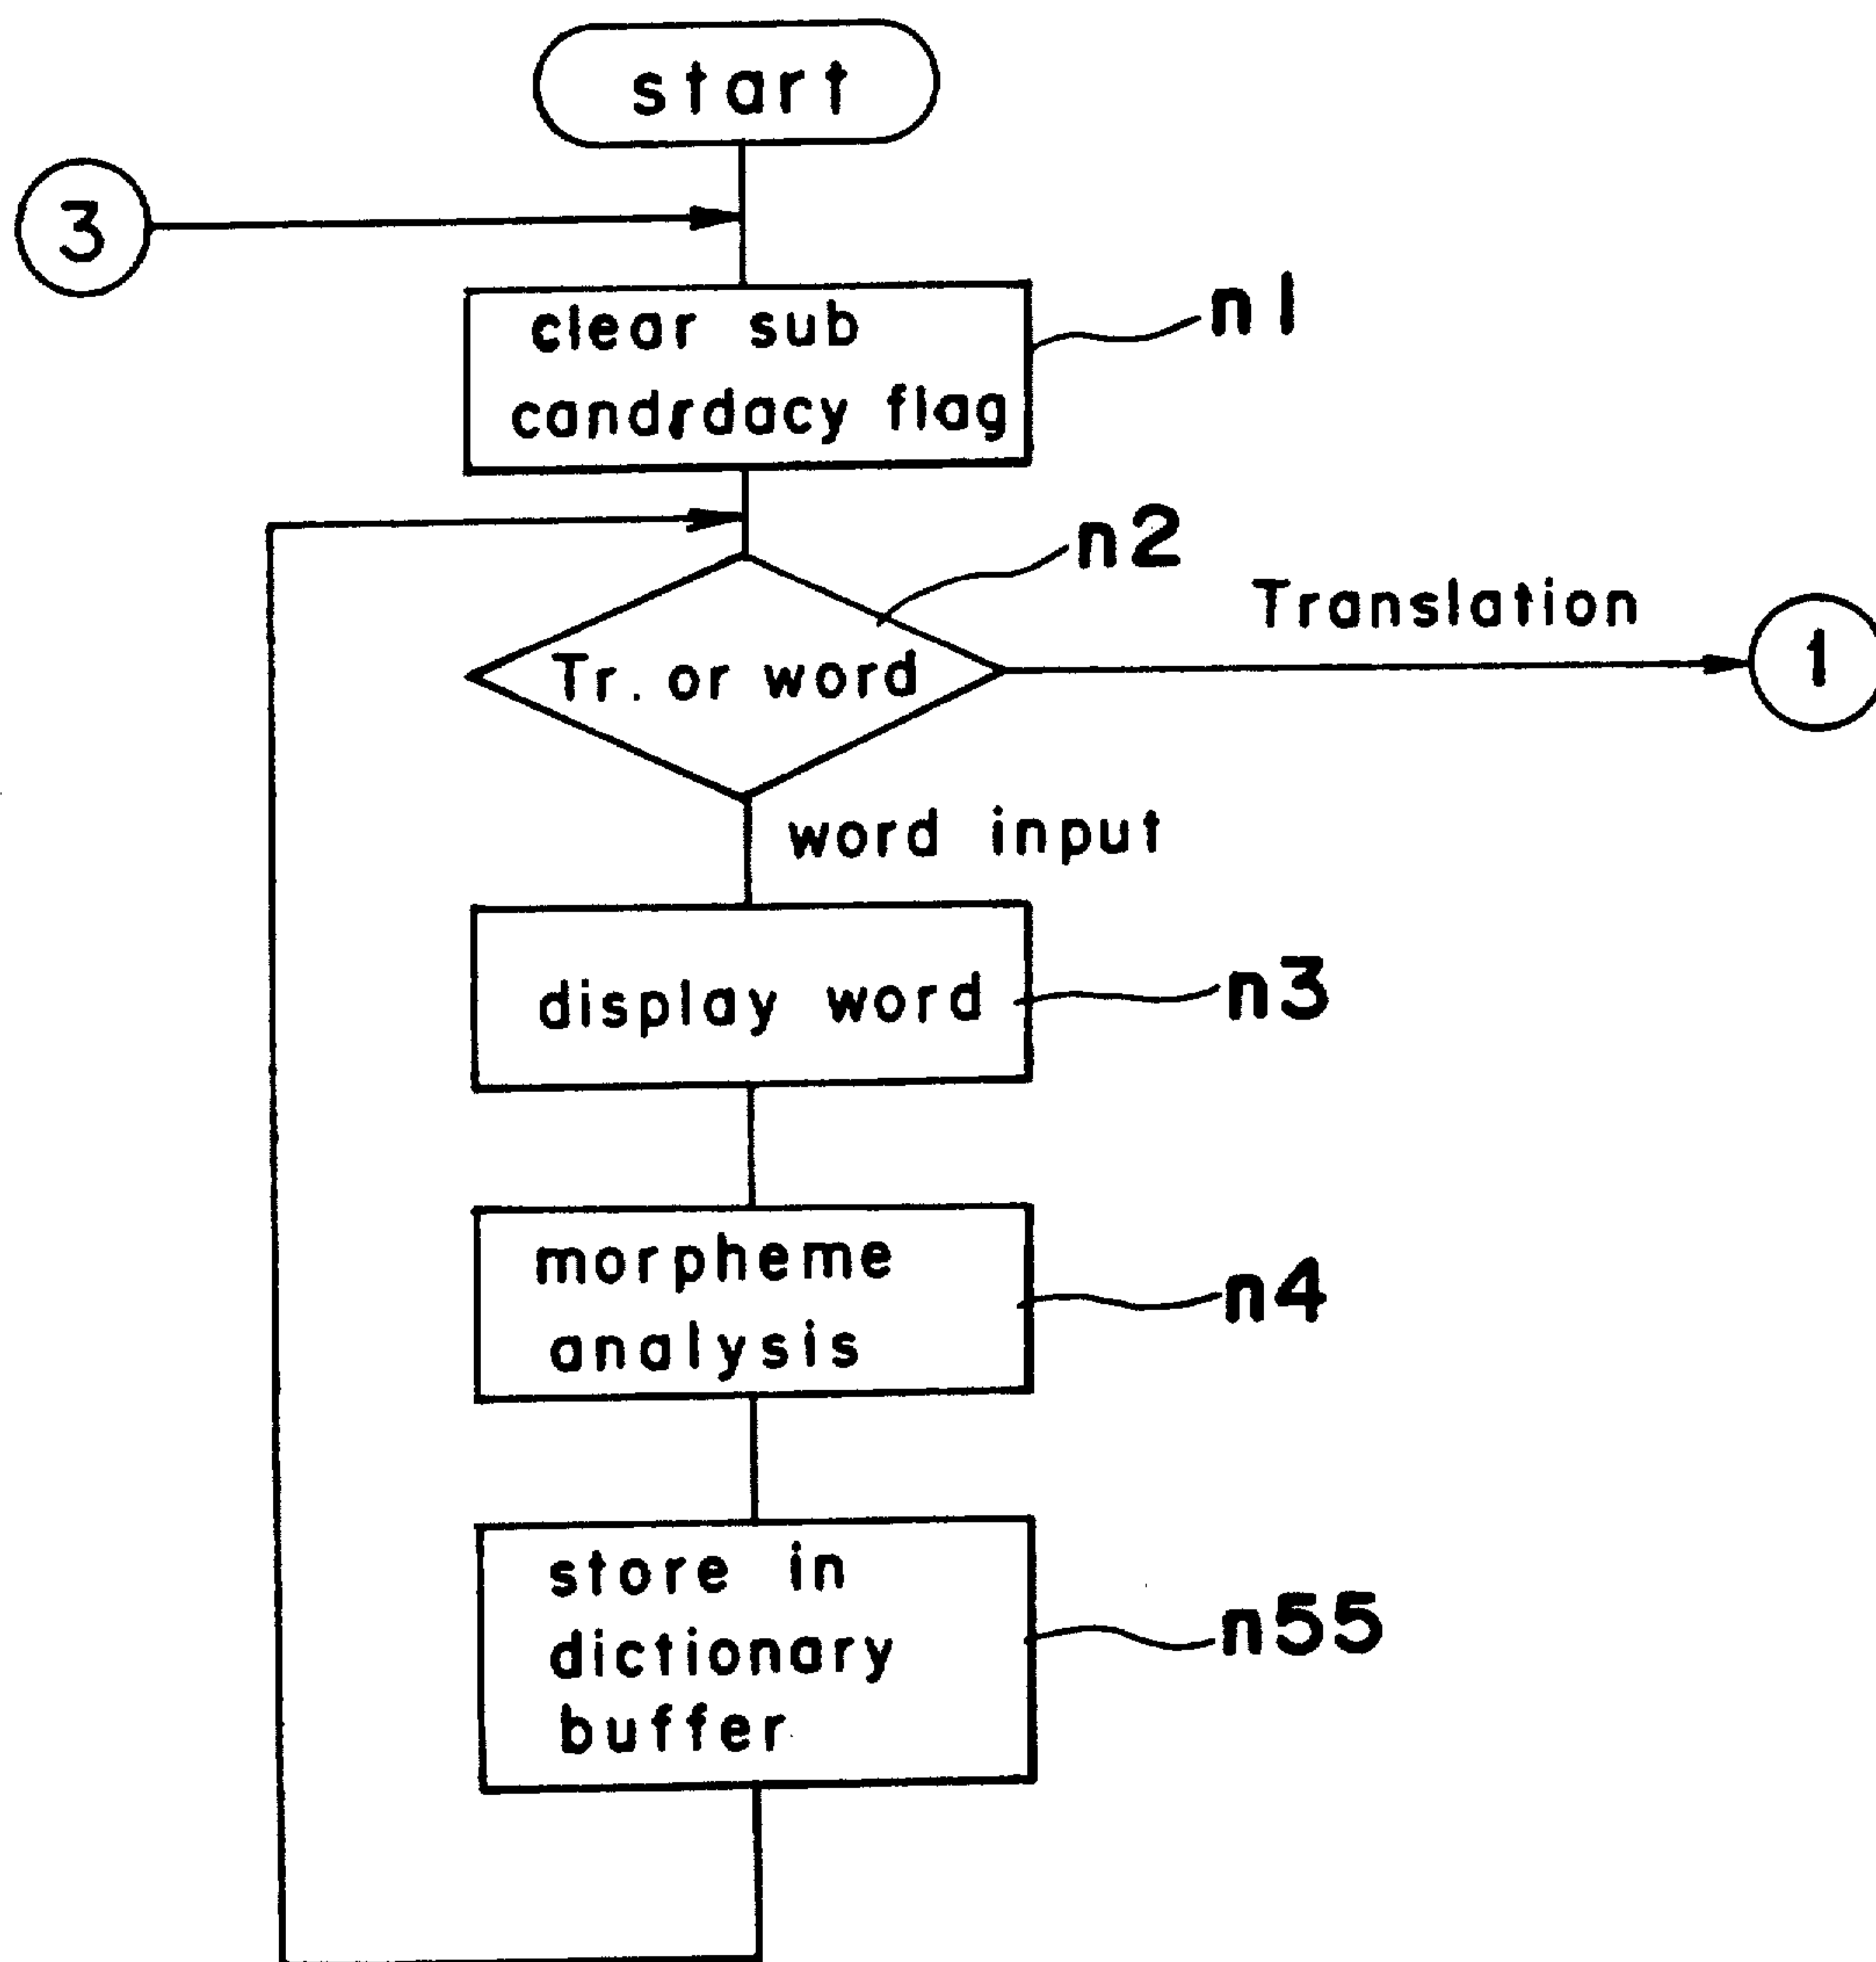 start
3
clear sub
candrdacy flag
n1
n2
Translation
1
Tr. or word
word input
display word
n3
morpheme
analysis
n4
store in
dictionary
buffer
n55